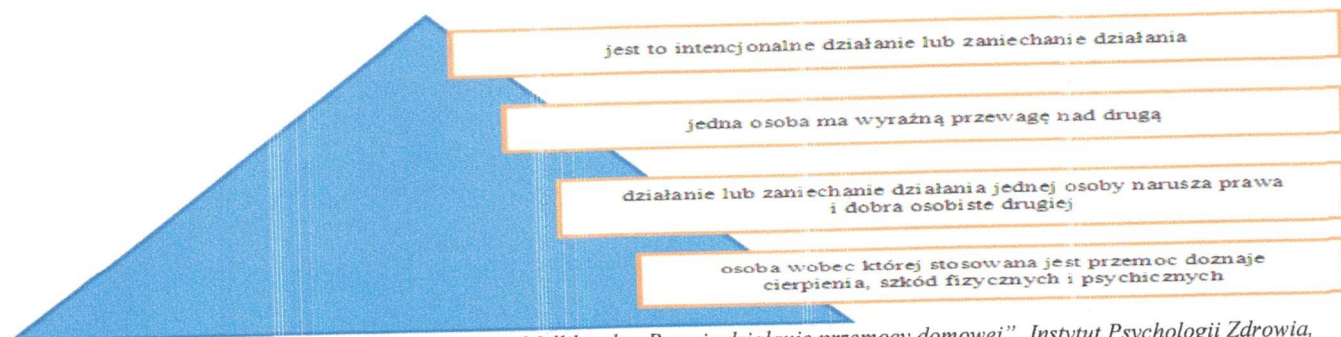 jest to intencjonalne działanie lub zaniechanie działania
jedna osoba ma wyraźną przewagę nad drugą
działanie lub zaniechanie działania jednej osoby narusza prawa
i dobra osobiste drugiej
osoba wobec której stosowana jest przemoc doznaje
cierpienia, szkód fizycznych i psychicznych
przemocy domowej”, Instytut Psychologii Zdrowia,